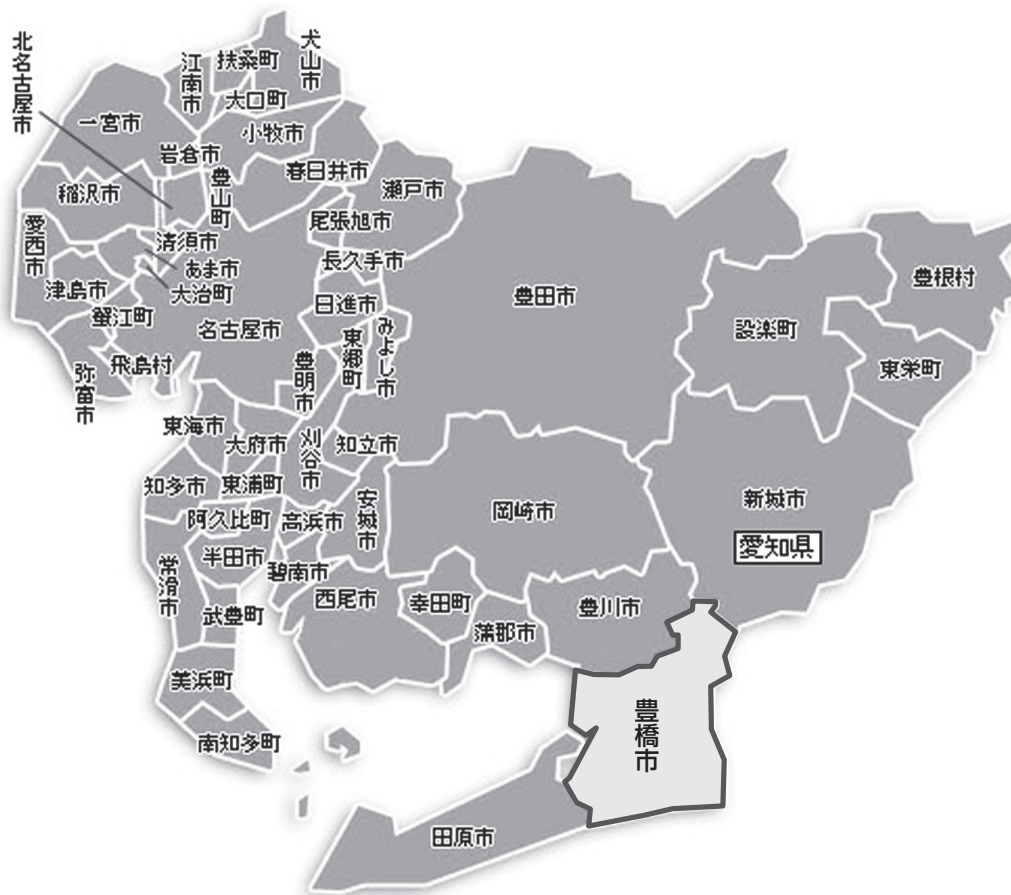 北名古屋市
犬山市
扶桑町
江南市
大口町
一宮市
小牧市
岩倉市
春日井市
豊山町
瀬戸市
稲沢市
尾張旭市
愛西市
清須市
長久手市
あま市
豊根村
津島市
大治町
豊田市
日進市
蟹江町
名古屋市
みよし市
設楽町
東郷町
飛島村
豊明市
東栄町
弥富市
東海市
大府市
刈谷市
知立市
知多市
東浦町
新城市
安城市
岡崎市
阿久比町
高浜市
愛知県
半田市
常滑市
碧南市
西尾市
幸田町
豊川市
武豊町
蒲郡市
美浜町
豊橋市
南知多町
田原市